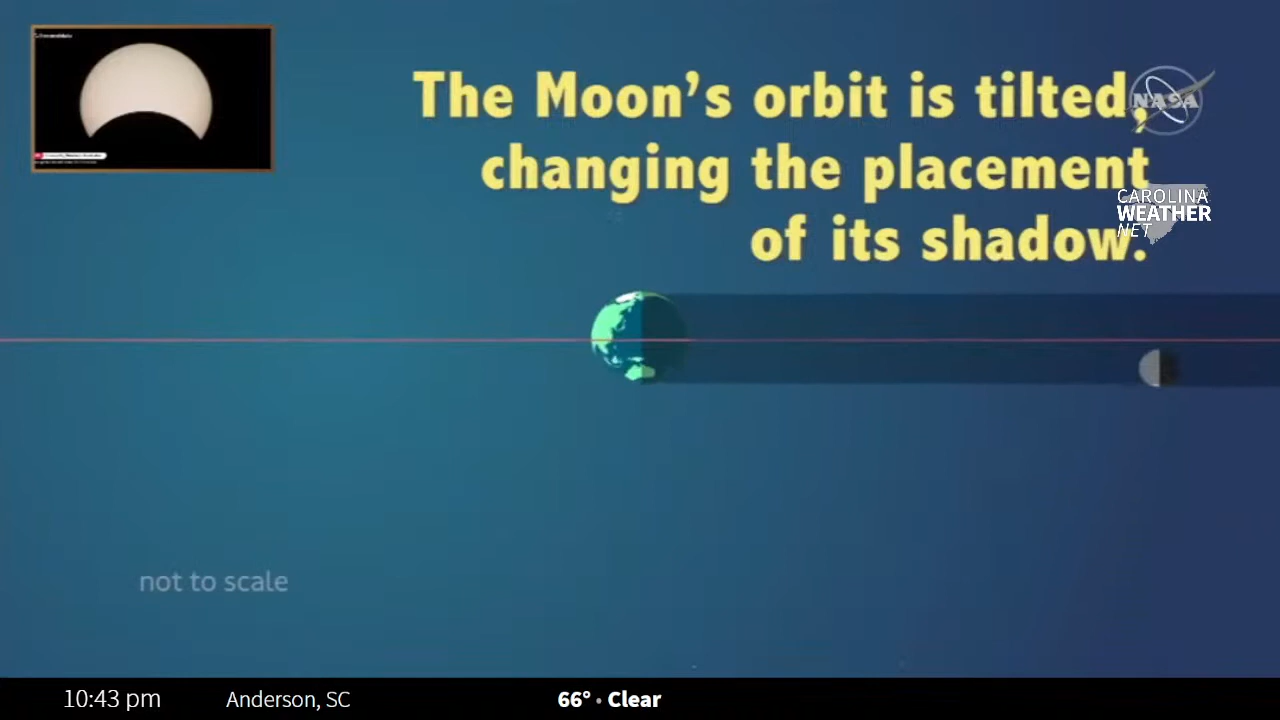 The Moon's orbit is tilted,
changing the placement
of its shadow.
NASA
CAROLINA
WEATHER
NET
not to scale
10:43 pm Anderson, SC 66° • Clear